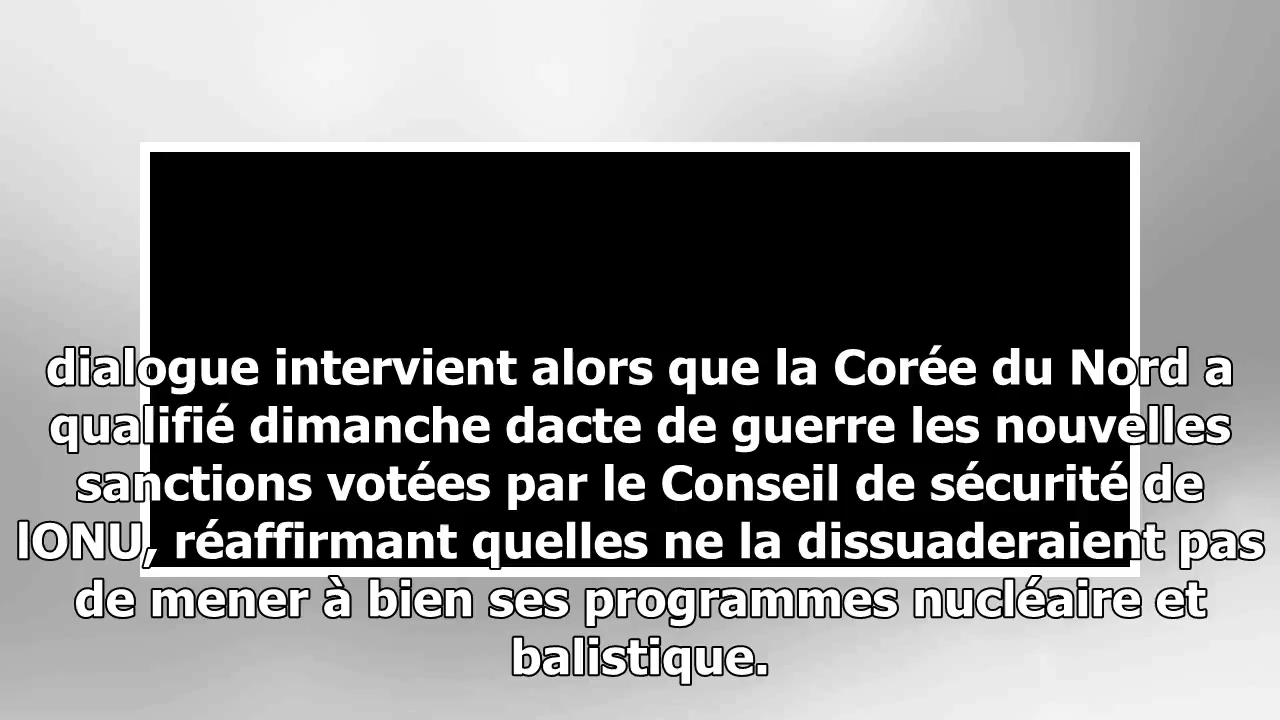 dialogue intervient alors que la Corée du Nord a
qualifié dimanche dacte de guerre les nouvelles
sanctions votées par le Conseil de sécurité de
lONU, réaffirmant quelles ne la dissuaderaient pas
de mener à bien ses programmes nucléaire et
balistique.